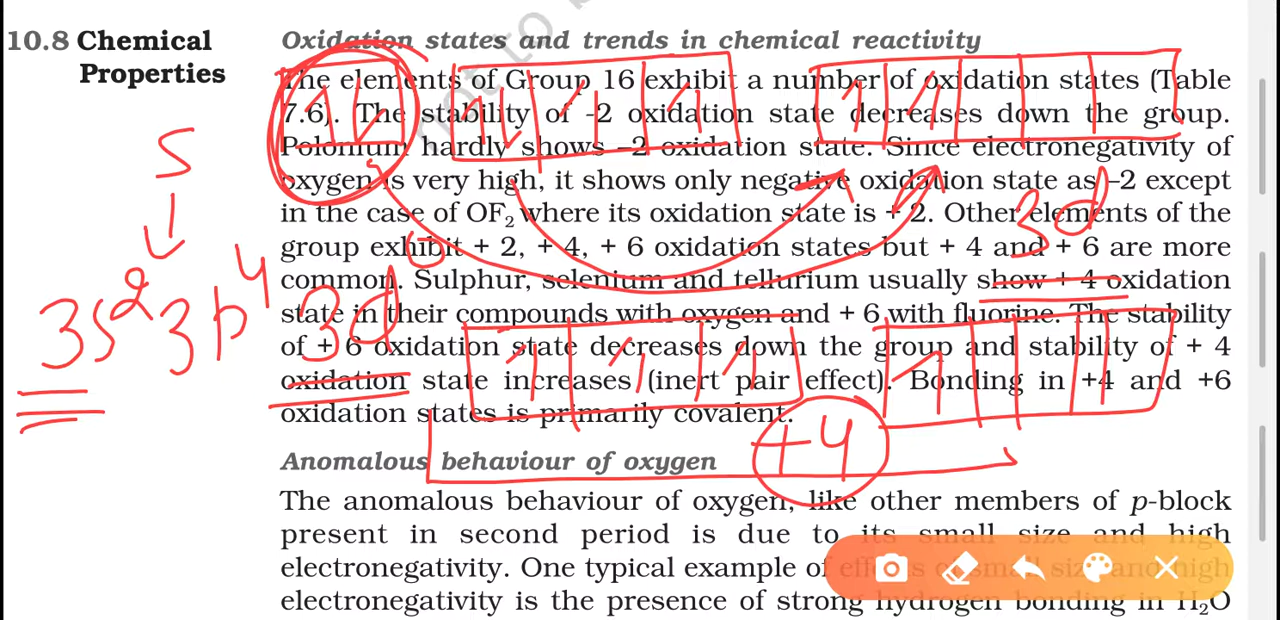 10.8 Chemical Properties
Oxidation states and trends in chemical reactivity
The elements of Group 16 exhibit a number of oxidation states (Table
7.6). The stability of -2 oxidation state decreases down the group.
Polonium hardly shows –2 oxidation state. Since electronegativity of
oxygen is very high, it shows only negative oxidation state as –2 except
in the case of OF₂ where its oxidation state is + 2. Other elements of the
group exhibit + 2, + 4, + 6 oxidation states but + 4 and + 6 are more
common. Sulphur, selenium and tellurium usually show + 4 oxidation
state in their compounds with oxygen and + 6 with fluorine. The stability
of + 6 oxidation state decreases down the group and stability of + 4
oxidation state increases (inert pair effect). Bonding in +4 and +6
oxidation states is primarily covalent.
Anomalous behaviour of oxygen
The anomalous behaviour of oxygen, like other members of p-block
present in second period is due to its small size and high
electronegativity. One typical example of effects of small size and high
electronegativity is the presence of strong hydrogen bonding in H₂O
S
3s² 3p⁴ 3d⁰
3d
+4